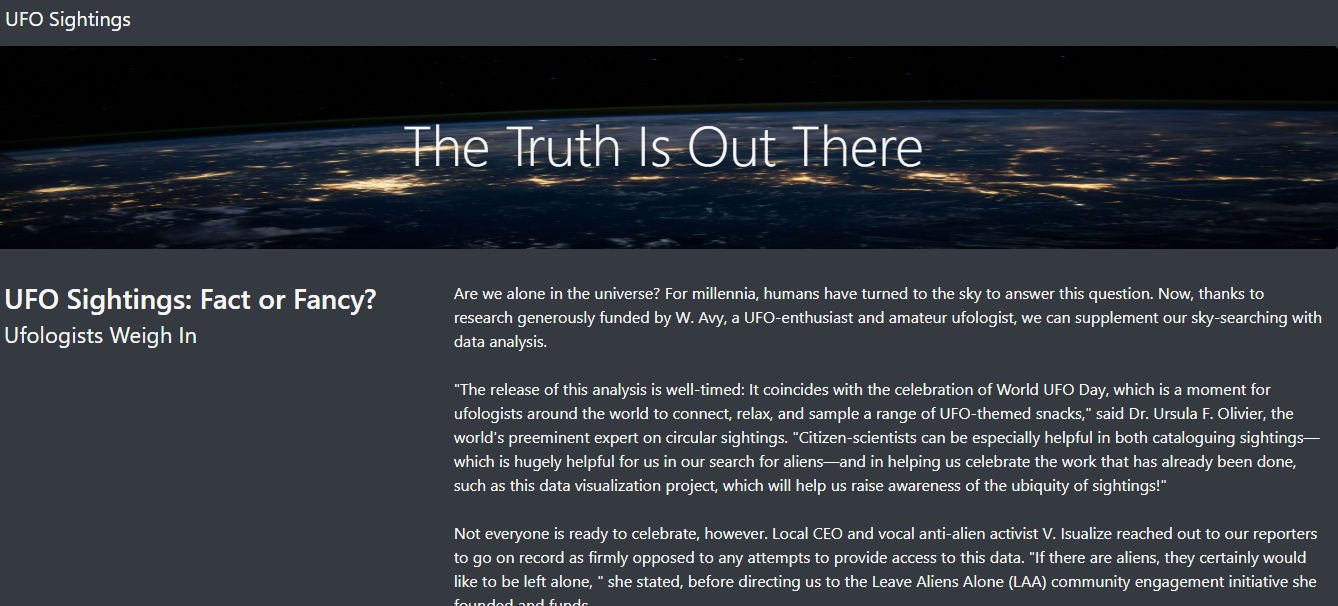 UFO Sightings
The Truth Is Out There
UFO Sightings: Fact or Fancy?
Ufologists Weigh In
Are we alone in the universe? For millennia, humans have turned to the sky to answer this question. Now, thanks to
research generously funded by W. Avy, a UFO-enthusiast and amateur ufologist, we can supplement our sky-searching with
data analysis.
"The release of this analysis is well-timed: It coincides with the celebration of World UFO Day, which is a moment for
ufologists around the world to connect, relax, and sample a range of UFO-themed snacks," said Dr. Ursula F. Olivier, the
world's preeminent expert on circular sightings. "Citizen-scientists can be especially helpful in both cataloguing sightings—
which is hugely helpful for us in our search for aliens—and in helping us celebrate the work that has already been done,
such as this data visualization project, which will help us raise awareness of the ubiquity of sightings!"
Not everyone is ready to celebrate, however. Local CEO and vocal anti-alien activist V. Isualize reached out to our reporters
to go on record as firmly opposed to any attempts to provide access to this data. "If there are aliens, they certainly would
like to be left alone, " she stated, before directing us to the Leave Aliens Alone (LAA) community engagement initiative she
founded and funds.